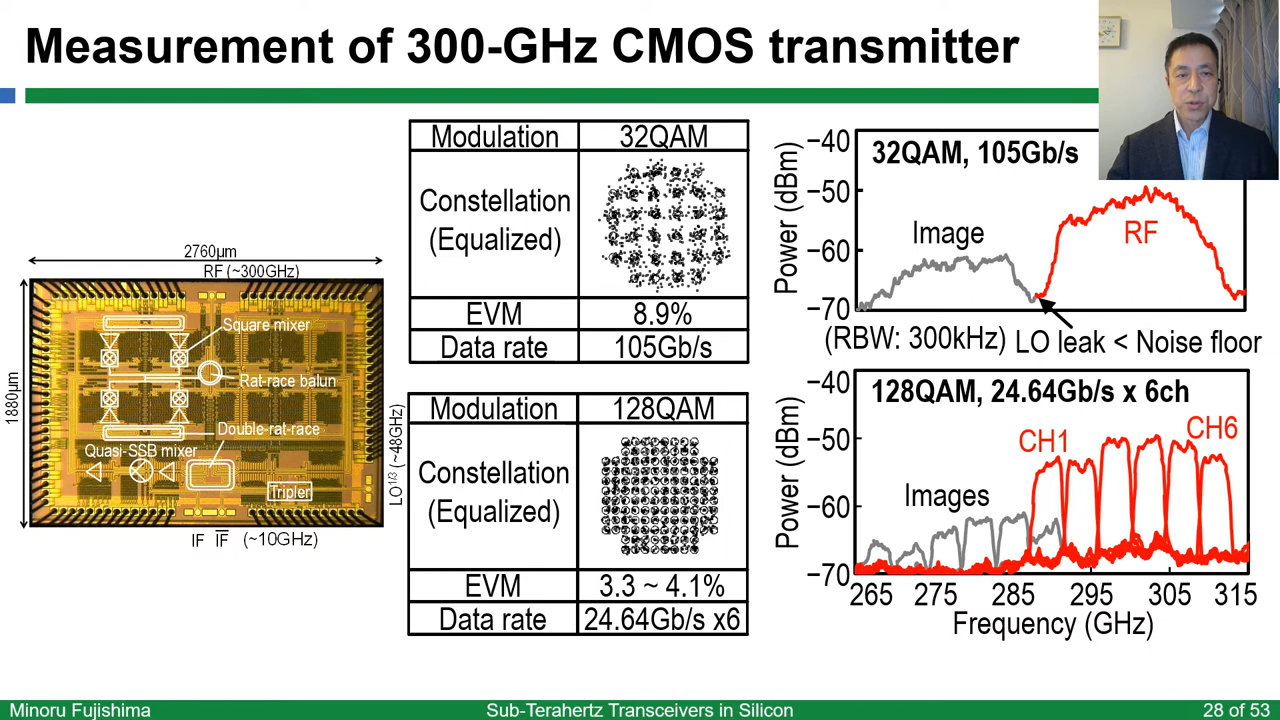 Measurement of 300-GHz CMOS transmitter
2760µm
RF (~300GHz)
1880µm
Square mixer
Rat-race balun
Double-rat-race
Quasi-SSB mixer
Tripler
LO¹ᐟ³ (~48GHz)
IF IF (~10GHz)
Modulation 32QAM
Constellation
(Equalized)
EVM 8.9%
Data rate 105Gb/s
Modulation 128QAM
Constellation
(Equalized)
EVM 3.3 ~ 4.1%
Data rate 24.64Gb/s x6
Power (dBm)
−40
−50
−60
−70
32QAM, 105Gb/s
Image
RF
(RBW: 300kHz) LO leak < Noise floor
Power (dBm)
−40
−50
−60
−70
128QAM, 24.64Gb/s x 6ch
CH1
CH6
Images
265 275 285 295 305 315
Frequency (GHz)
Minoru Fujishima
Sub-Terahertz Transceivers in Silicon
28 of 53